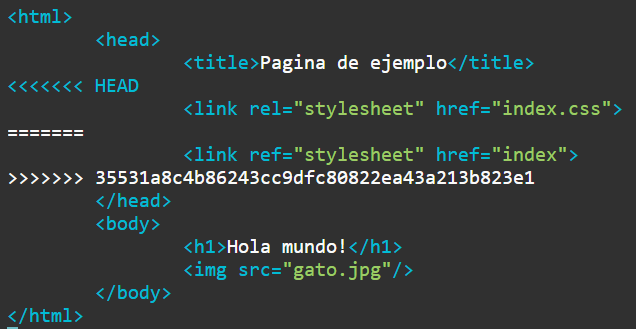 <html>
<head>
<title>Pagina de ejemplo</title>
<<<<<<< HEAD
<link rel="stylesheet" href="index.css">
=======
<link ref="stylesheet" href="index">
>>>>>>> 35531a8c4b86243cc9dfc80822ea43a213b823e1
</head>
<body>
<h1>Hola mundo!</h1>
<img src="gato.jpg"/>
</body>
</html>